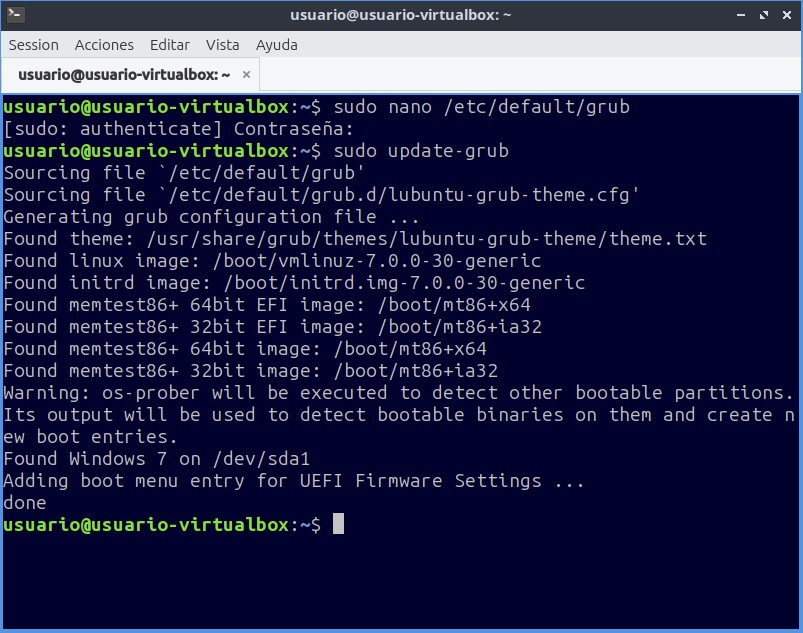 usuario@usuario-virtualbox: ~
Session Acciones Editar Vista Ayuda
usuario@usuario-virtualbox: ~ ×
usuario@usuario-virtualbox:~$ sudo nano /etc/default/grub
[sudo: authenticate] Contraseña:
usuario@usuario-virtualbox:~$ sudo update-grub
Sourcing file `/etc/default/grub'
Sourcing file `/etc/default/grub.d/lubuntu-grub-theme.cfg'
Generating grub configuration file ...
Found theme: /usr/share/grub/themes/lubuntu-grub-theme/theme.txt
Found linux image: /boot/vmlinuz-7.0.0-30-generic
Found initrd image: /boot/initrd.img-7.0.0-30-generic
Found memtest86+ 64bit EFI image: /boot/mt86+x64
Found memtest86+ 32bit EFI image: /boot/mt86+ia32
Found memtest86+ 64bit image: /boot/mt86+x64
Found memtest86+ 32bit image: /boot/mt86+ia32
Warning: os-prober will be executed to detect other bootable partitions.
Its output will be used to detect bootable binaries on them and create n
ew boot entries.
Found Windows 7 on /dev/sda1
Adding boot menu entry for UEFI Firmware Settings ...
done
usuario@usuario-virtualbox:~$